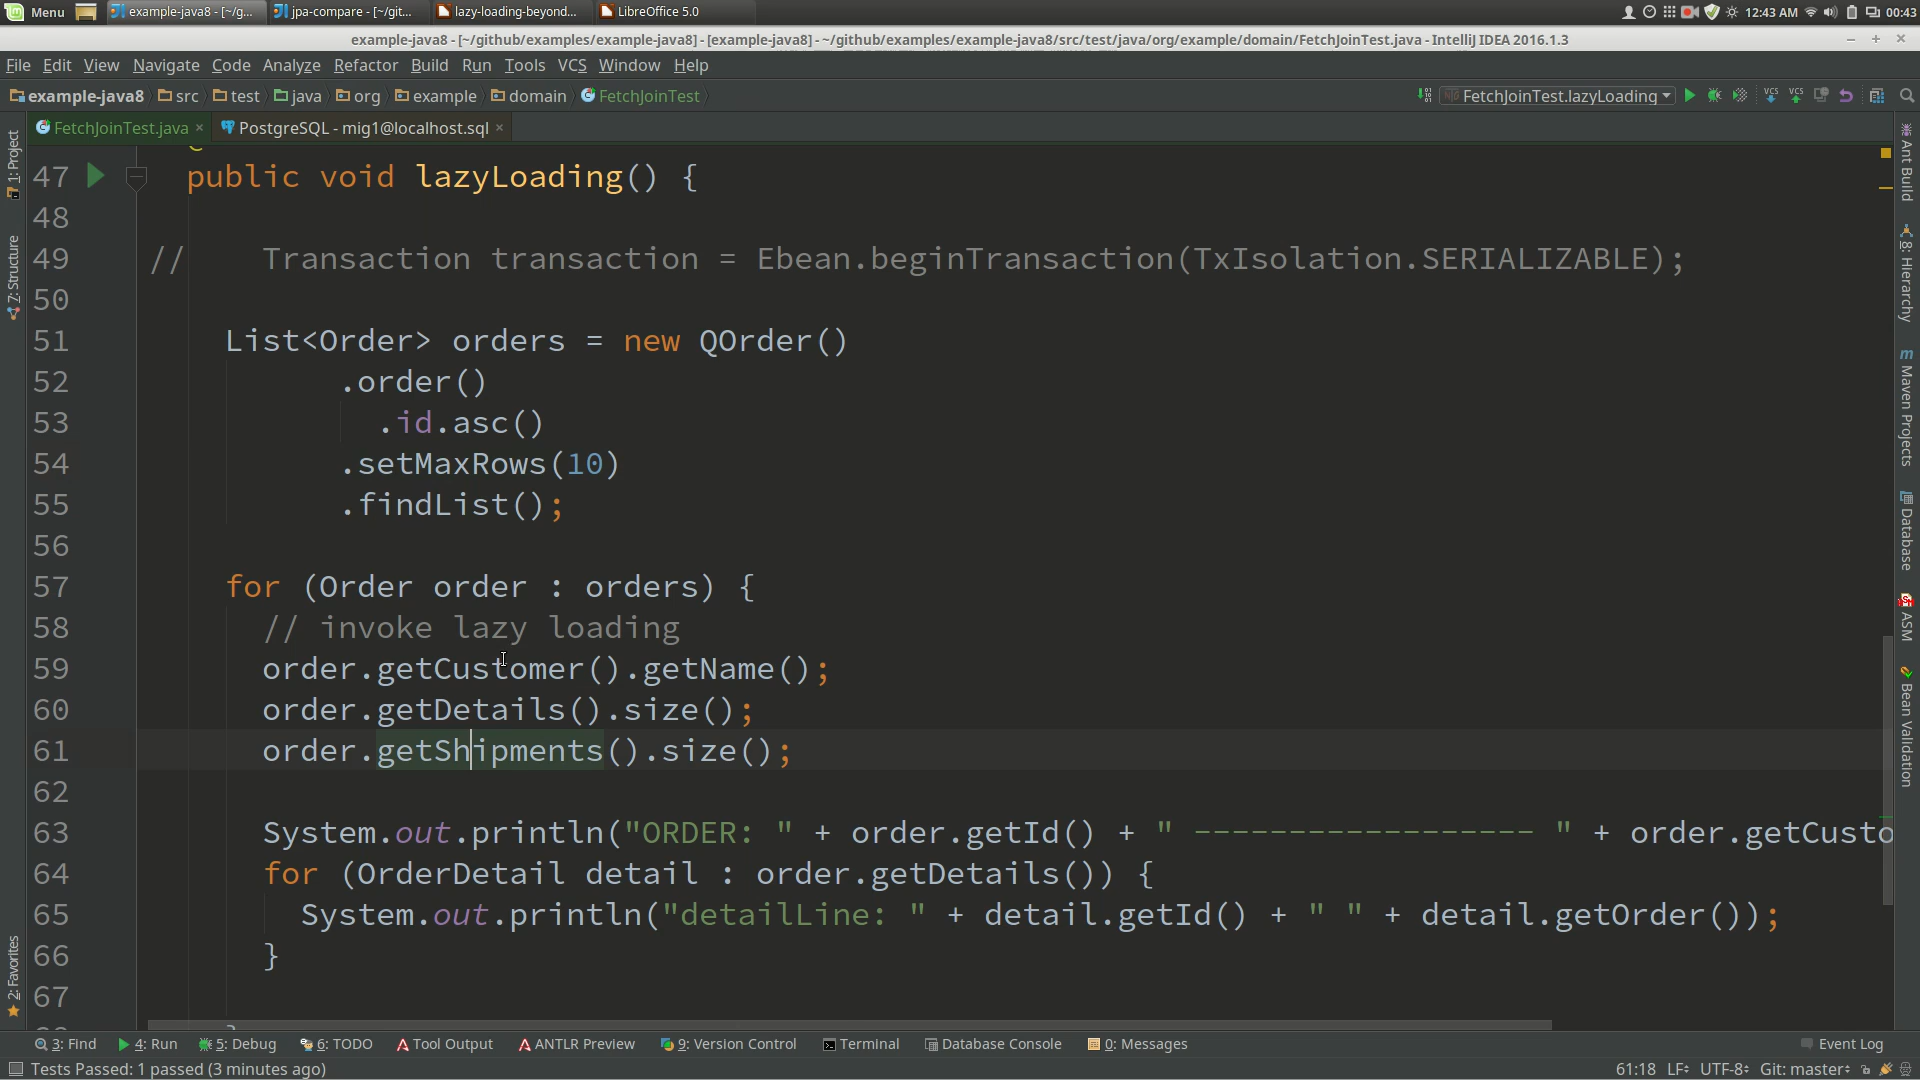 Menu example-java8 - [~/g... jpa-compare - [~/git... lazy-loading-beyond... LibreOffice 5.0 12:43 AM 00:43
example-java8 - [~/github/examples/example-java8] - [example-java8] - ~/github/examples/example-java8/src/test/java/org/example/domain/FetchJoinTest.java - IntelliJ IDEA 2016.1.3
File Edit View Navigate Code Analyze Refactor Build Run Tools VCS Window Help
example-java8 src test java org example domain FetchJoinTest FetchJoinTest.lazyLoading VCS VCS
FetchJoinTest.java PostgreSQL - mig1@localhost.sql
1: Project
7: Structure
2: Favorites
47 public void lazyLoading() {
48
49 // Transaction transaction = Ebean.beginTransaction(TxIsolation.SERIALIZABLE);
50
51 List<Order> orders = new QOrder()
52 .order()
53 .id.asc()
54 .setMaxRows(10)
55 .findList();
56
57 for (Order order : orders) {
58 // invoke lazy loading
59 order.getCustomer().getName();
60 order.getDetails().size();
61 order.getShipments().size();
62
63 System.out.println("ORDER: " + order.getId() + " ------------------ " + order.getCusto
64 for (OrderDetail detail : order.getDetails()) {
65 System.out.println("detailLine: " + detail.getId() + " " + detail.getOrder());
66 }
67
Ant Build
8: Hierarchy
Maven Projects
Database
ASM
Bean Validation
3: Find 4: Run 5: Debug 6: TODO Tool Output ANTLR Preview 9: Version Control Terminal Database Console 0: Messages Event Log
Tests Passed: 1 passed (3 minutes ago) 61:18 LF UTF-8 Git: master